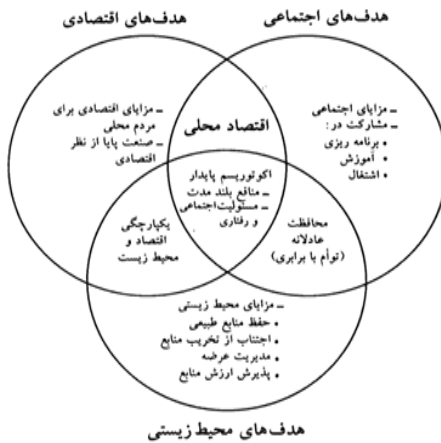 هدف‌های اجتماعی
هدف‌های اقتصادی
ـ مزایای اجتماعی
ـ مشارکت در:
• برنامه ریزی
• آموزش
• اشتغال
اقتصاد محلی
ـ مزایای اقتصادی برای
مردم محلی
ـ صنعت پایا از نظر
اقتصادی
اکوتوریسم پایدار
ـ منافع بلند مدت
ـ مسئولیت اجتماعی
و رفتاری
محافظت
عادلانه
(توأم با برابری)
یکپارچگی
اقتصاد و
محیط زیست
ـ مزایای محیط زیستی
• حفظ منابع طبیعی
• اجتناب از تخریب منابع
• مدیریت عرضه
• پذیرش ارزش منابع
هدف‌های محیط زیستی